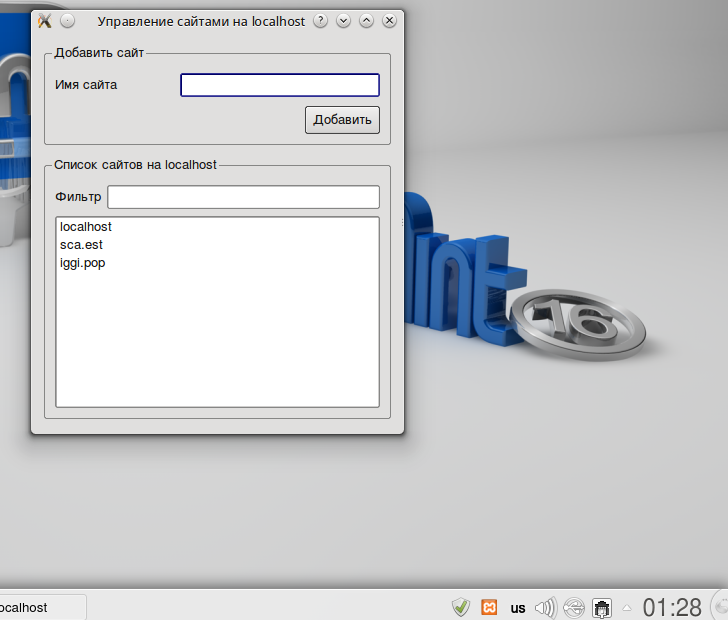 Управление сайтами на localhost
Добавить сайт
Имя сайта
Добавить
Список сайтов на localhost
Фильтр
localhost
sca.est
iggi.pop
16
ocalhost
us
01:28